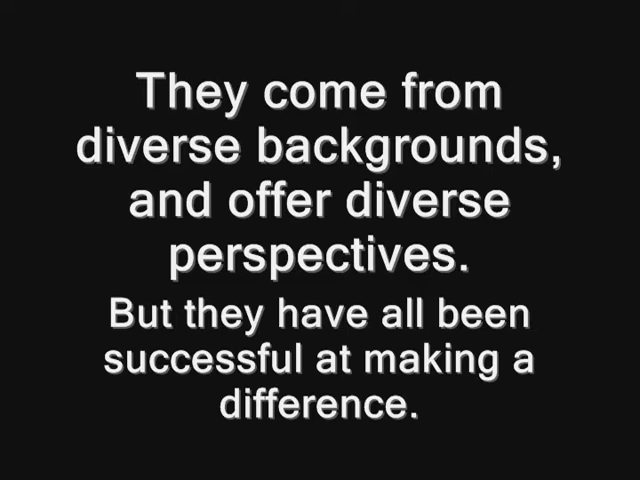 They come from
diverse backgrounds,
and offer diverse
perspectives.
But they have all been
successful at making a
difference.